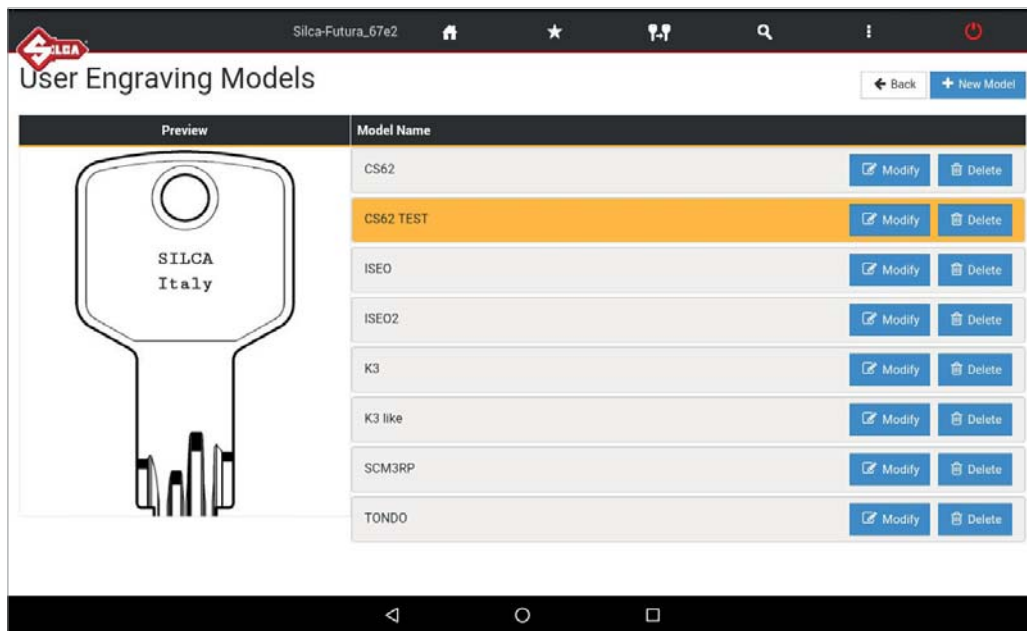 SILCA
Silca-Futura_67e2
User Engraving Models
Back
New Model
Preview
Model Name
SILCA
Italy
CS62
Modify
Delete
CS62 TEST
Modify
Delete
ISEO
Modify
Delete
ISEO2
Modify
Delete
K3
Modify
Delete
K3 like
Modify
Delete
SCM3RP
Modify
Delete
TONDO
Modify
Delete